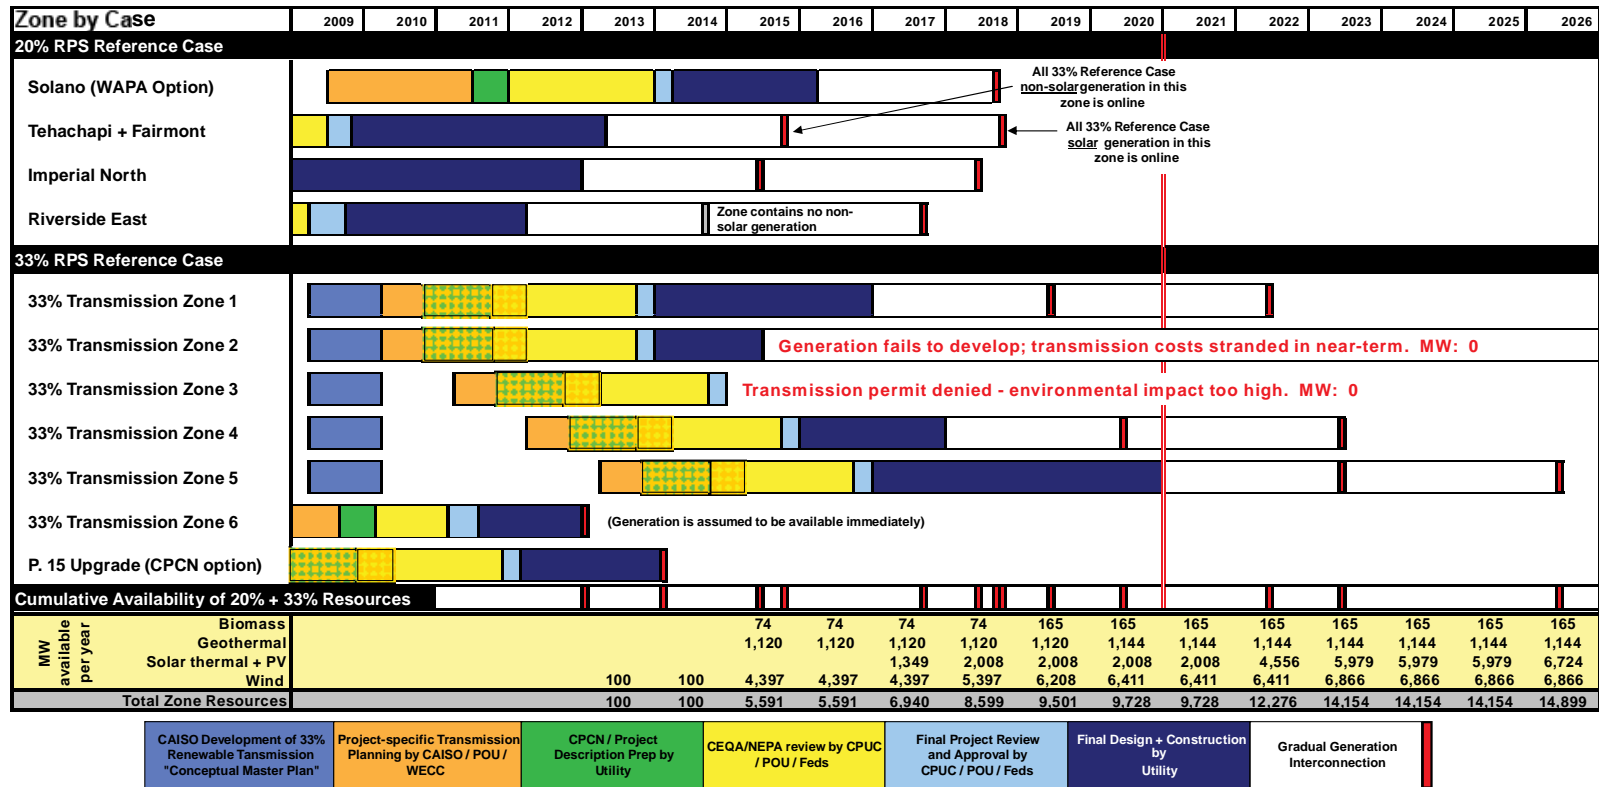 Zone by Case 2009 2010 2011 2012 2013 2014 2015 2016 2017 2018 2019 2020 2021 2022 2023 2024 2025 2026
20% RPS Reference Case
Solano (WAPA Option)
All 33% Reference Case
non-solar generation in this
zone is online
Tehachapi + Fairmont
All 33% Reference Case
solar generation in this
zone is online
Imperial North
Riverside East
Zone contains no non-
solar generation
33% RPS Reference Case
33% Transmission Zone 1
33% Transmission Zone 2
Generation fails to develop; transmission costs stranded in near-term. MW: 0
33% Transmission Zone 3
Transmission permit denied - environmental impact too high. MW: 0
33% Transmission Zone 4
33% Transmission Zone 5
33% Transmission Zone 6
(Generation is assumed to be available immediately)
P. 15 Upgrade (CPCN option)
Cumulative Availability of 20% + 33% Resources
MW
available
per year
Biomass 74 74 74 74 165 165 165 165 165 165 165 165
Geothermal 1,120 1,120 1,120 1,120 1,120 1,144 1,144 1,144 1,144 1,144 1,144 1,144
Solar thermal + PV 1,349 2,008 2,008 2,008 2,008 4,556 5,979 5,979 5,979 6,724
Wind 100 100 4,397 4,397 4,397 5,397 6,208 6,411 6,411 6,411 6,866 6,866 6,866 6,866
Total Zone Resources 100 100 5,591 5,591 6,940 8,599 9,501 9,728 9,728 12,276 14,154 14,154 14,154 14,899
CAISO Development of 33%
Renewable Tansmission
"Conceptual Master Plan"
Project-specific Transmission
Planning by CAISO / POU /
WECC
CPCN / Project
Description Prep by
Utility
CEQA/NEPA review by CPUC
/ POU / Feds
Final Project Review
and Approval by
CPUC / POU / Feds
Final Design + Construction
by
Utility
Gradual Generation
Interconnection